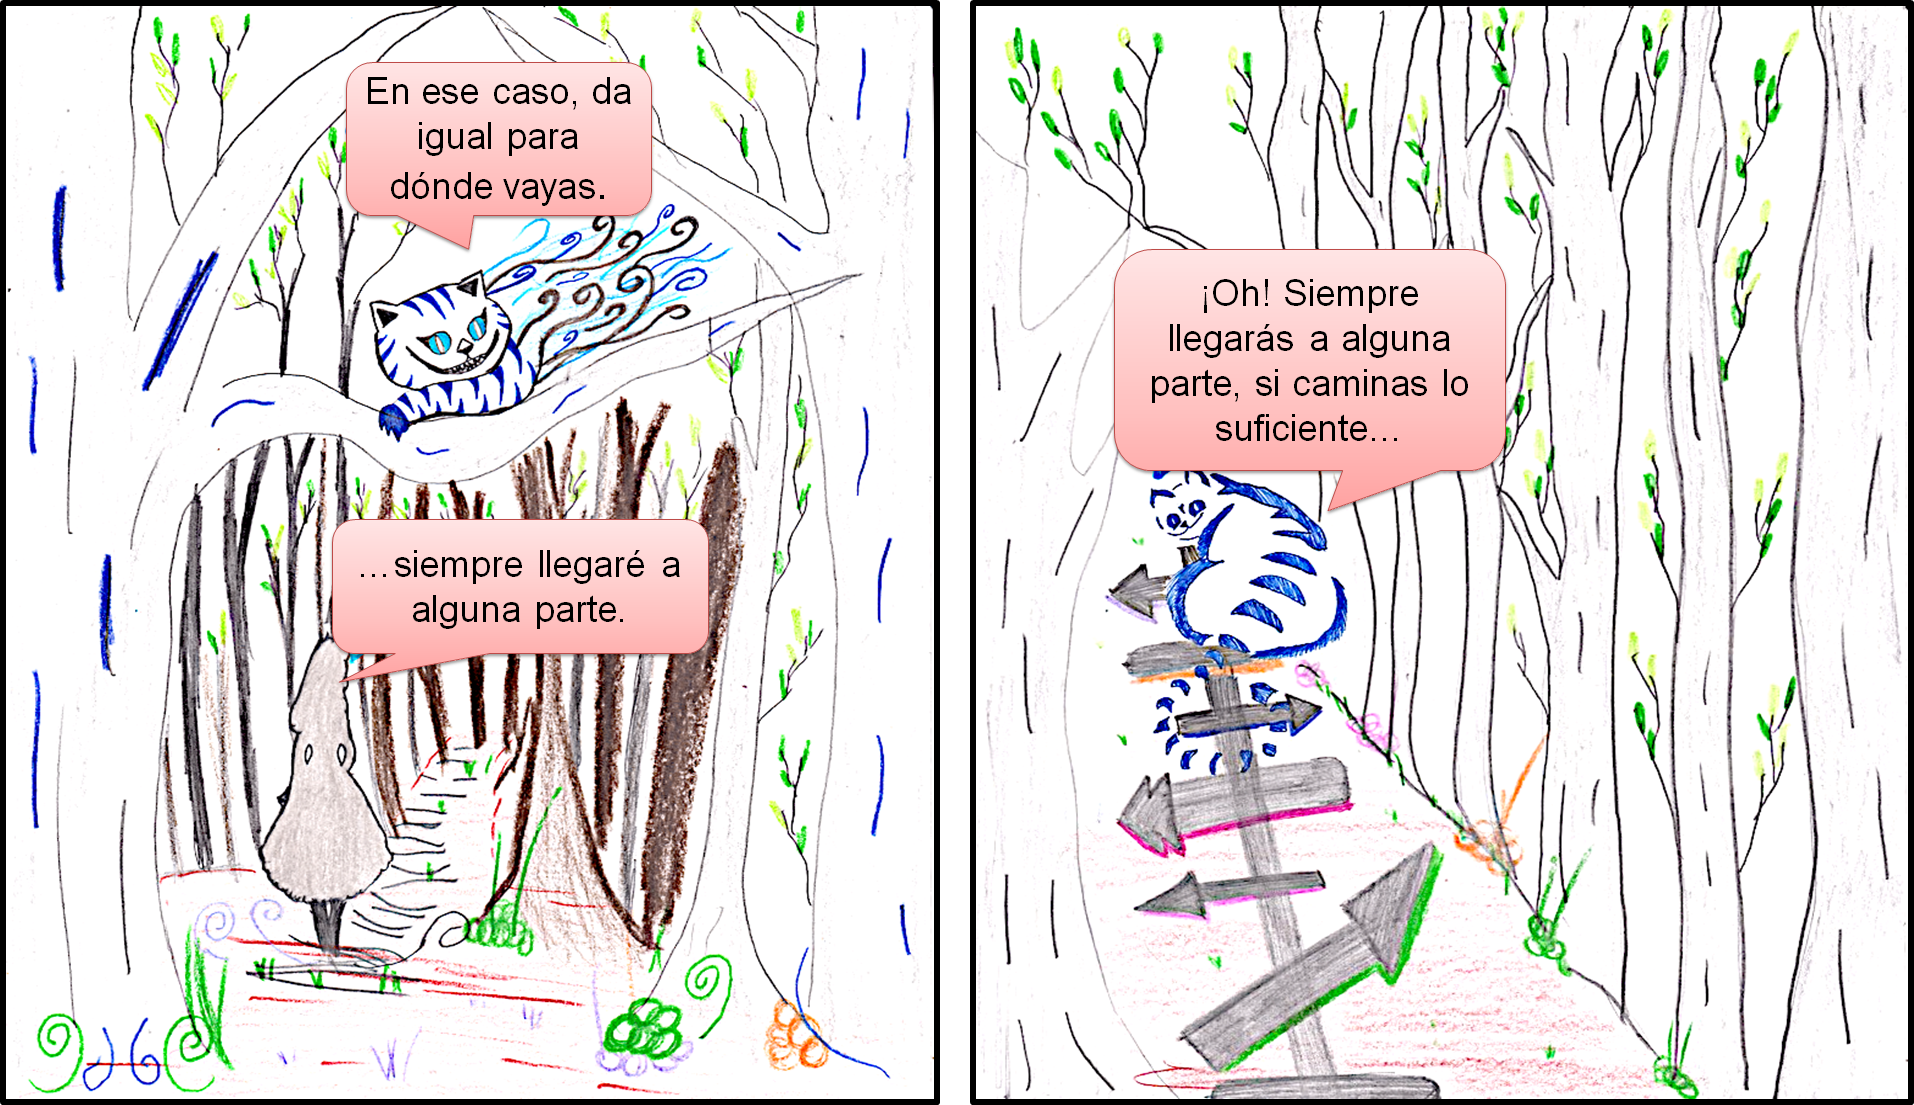 En ese caso, da
igual para
dónde vayas.
...siempre llegaré a
alguna parte.
¡Oh! Siempre
llegarás a alguna
parte, si caminas lo
suficiente...